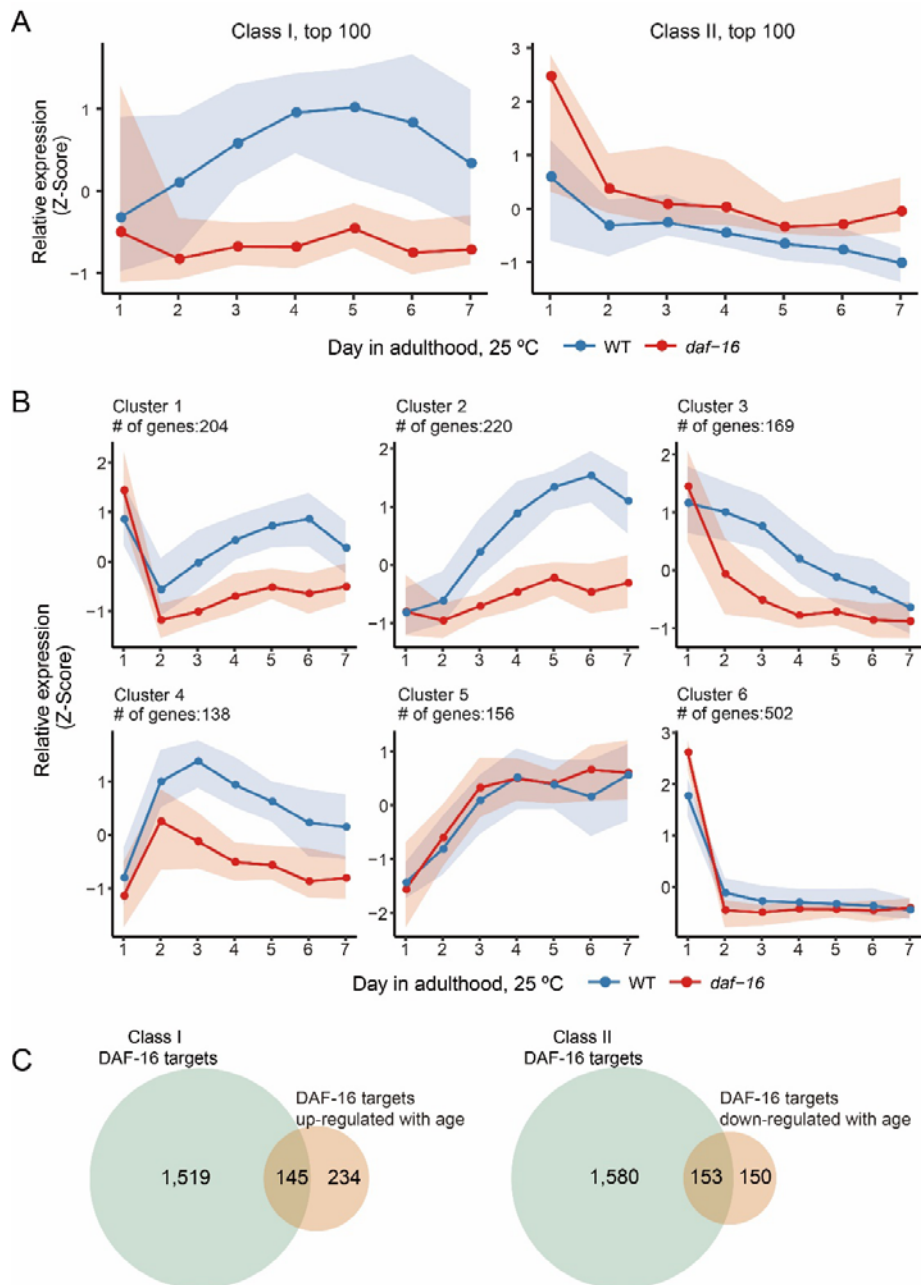 A
Class I, top 100
Class II, top 100
Relative expression
(Z-Score)
1
0
−1
3
2
1
0
−1
1 2 3 4 5 6 7
1 2 3 4 5 6 7
Day in adulthood, 25 ºC WT daf−16
B
Cluster 1
# of genes:204
Cluster 2
# of genes:220
Cluster 3
# of genes:169
Relative expression
(Z-Score)
2
1
0
−1
2
1
0
−1
2
1
0
−1
1 2 3 4 5 6 7
1 2 3 4 5 6 7
1 2 3 4 5 6 7
Cluster 4
# of genes:138
Cluster 5
# of genes:156
Cluster 6
# of genes:502
1
0
−1
1
0
−1
−2
3
2
1
0
1 2 3 4 5 6 7
1 2 3 4 5 6 7
1 2 3 4 5 6 7
Day in adulthood, 25 ºC WT daf−16
C
Class I
DAF-16 targets
DAF-16 targets
up-regulated with age
1,519 145 234
Class II
DAF-16 targets
DAF-16 targets
down-regulated with age
1,580 153 150